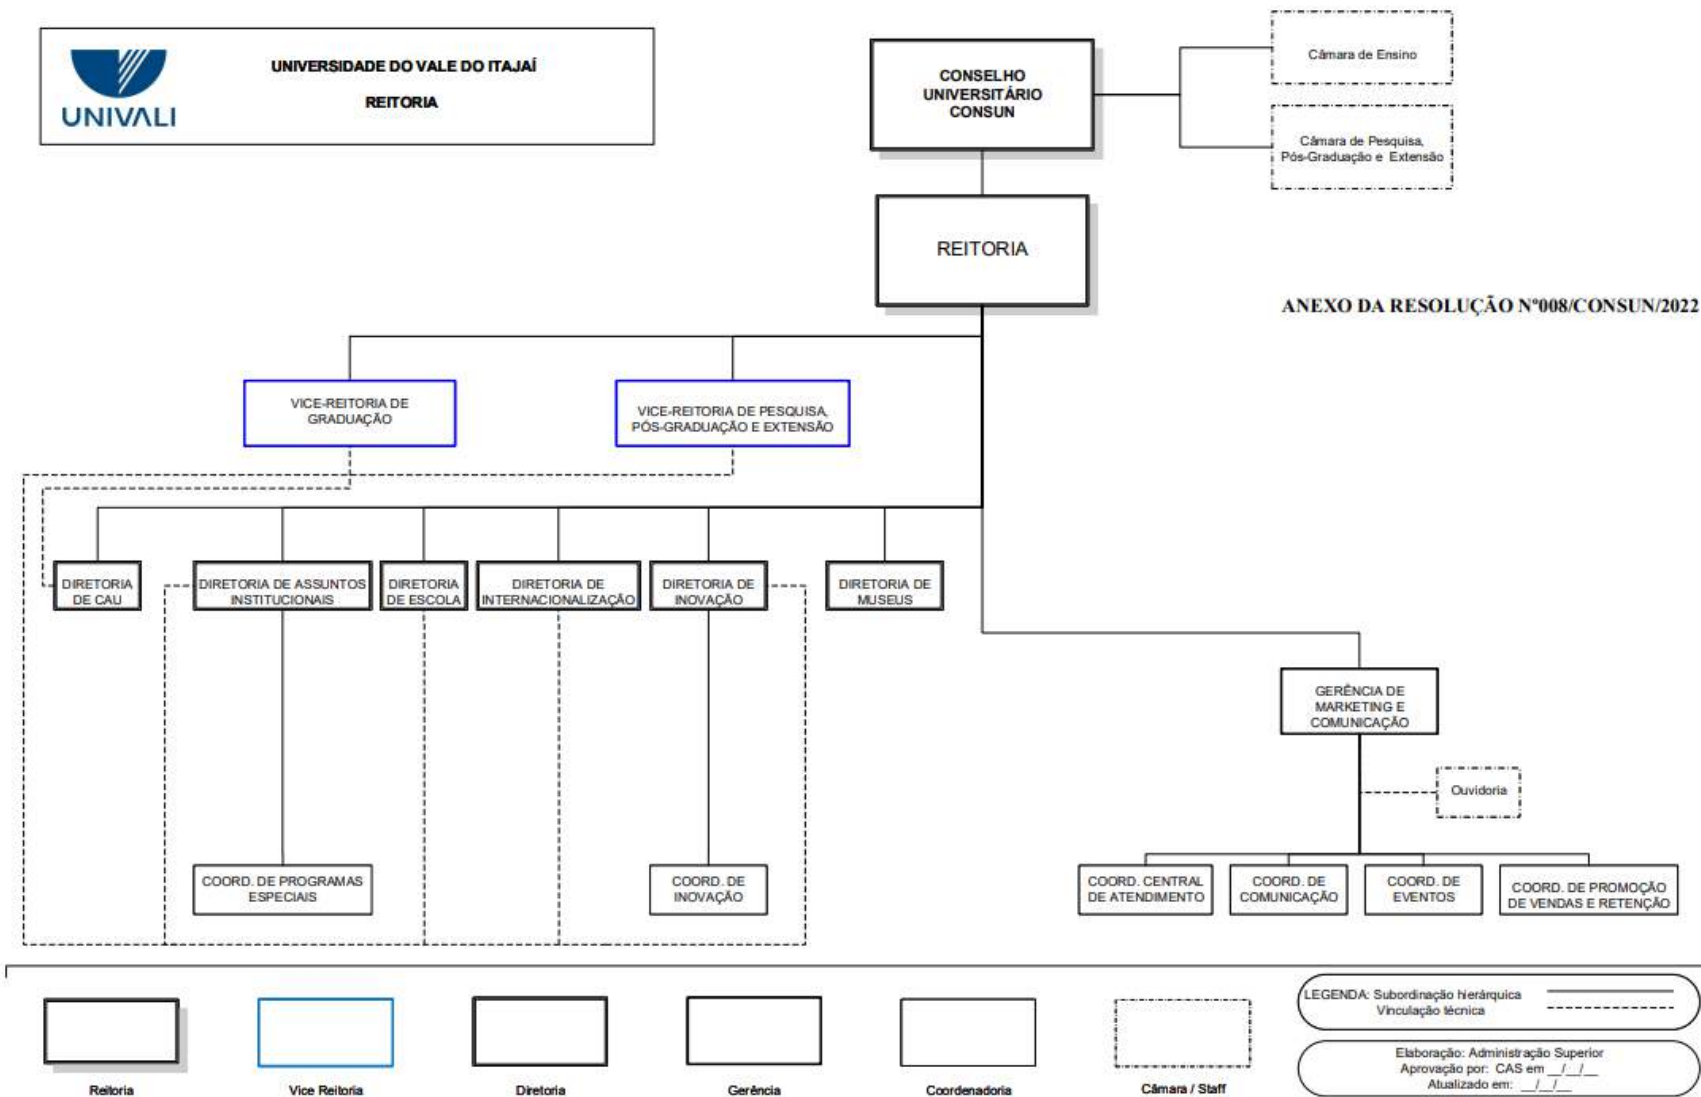 UNIVALI
UNIVERSIDADE DO VALE DO ITAJAÍ
REITORIA
CONSELHO
UNIVERSITÁRIO
CONSUN
Câmara de Ensino
Câmara de Pesquisa,
Pós-Graduação e Extensão
REITORIA
ANEXO DA RESOLUÇÃO Nº008/CONSUN/2022
VICE-REITORIA DE
GRADUAÇÃO
VICE-REITORIA DE PESQUISA,
PÓS-GRADUAÇÃO E EXTENSÃO
DIRETORIA
DE CAU
DIRETORIA DE ASSUNTOS
INSTITUCIONAIS
DIRETORIA
DE ESCOLA
DIRETORIA DE
INTERNACIONALIZAÇÃO
DIRETORIA DE
INOVAÇÃO
DIRETORIA DE
MUSEUS
GERÊNCIA DE
MARKETING E
COMUNICAÇÃO
Ouvidoria
COORD. DE PROGRAMAS
ESPECIAIS
COORD. DE
INOVAÇÃO
COORD. CENTRAL
DE ATENDIMENTO
COORD. DE
COMUNICAÇÃO
COORD. DE
EVENTOS
COORD. DE PROMOÇÃO
DE VENDAS E RETENÇÃO
Reitoria
Vice Reitoria
Diretoria
Gerência
Coordenadoria
Câmara / Staff
LEGENDA: Subordinação hierárquica
Vinculação técnica
Elaboração: Administração Superior
Aprovação por: CAS em __/__/__
Atualizado em: __/__/__